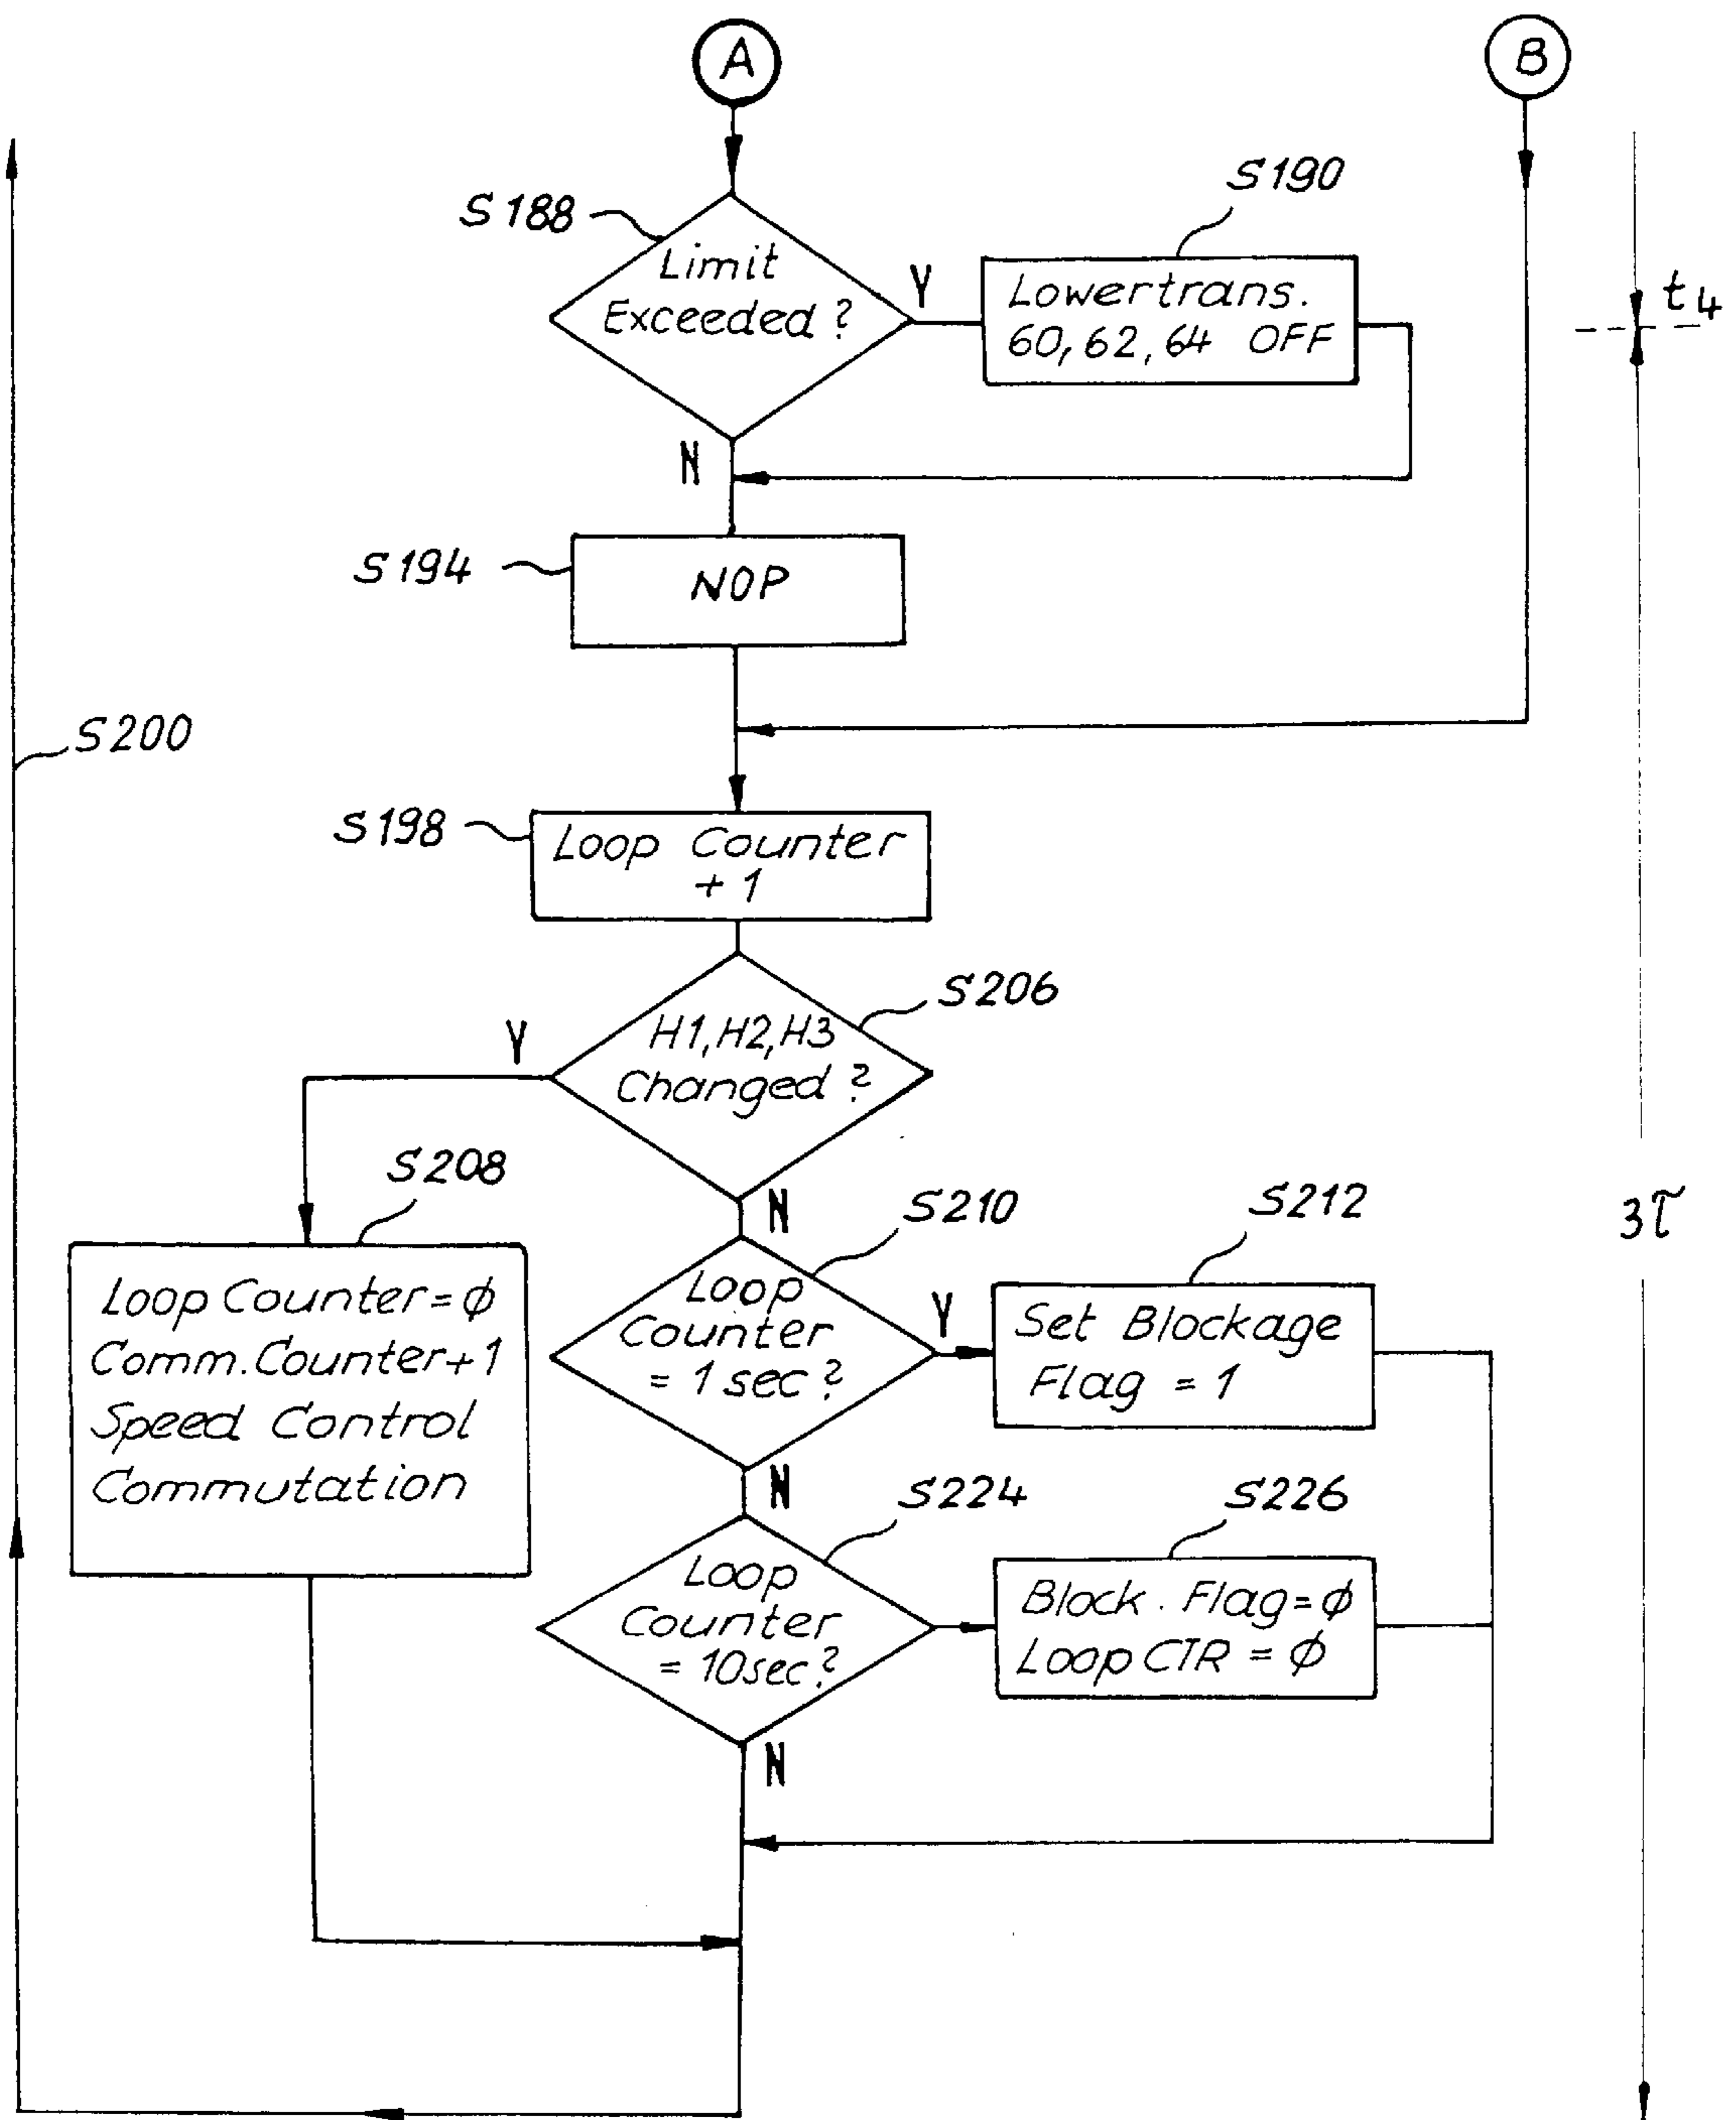 A
B
S190
S188
Limit
Exceeded?
Y
Lowertrans.
60, 62, 64 OFF
t4
N
S194
NOP
S200
S198
Loop Counter
+ 1
S206
H1, H2, H3
Changed?
Y
S208
N
S210
S212
3τ
Loop Counter=ϕ
Comm. Counter+1
Speed Control
Commutation
Loop
Counter
= 1 sec?
Y
Set Blockage
Flag = 1
N
S224
S226
Loop
Counter
= 10sec?
Block. Flag=ϕ
Loop CTR = ϕ
N